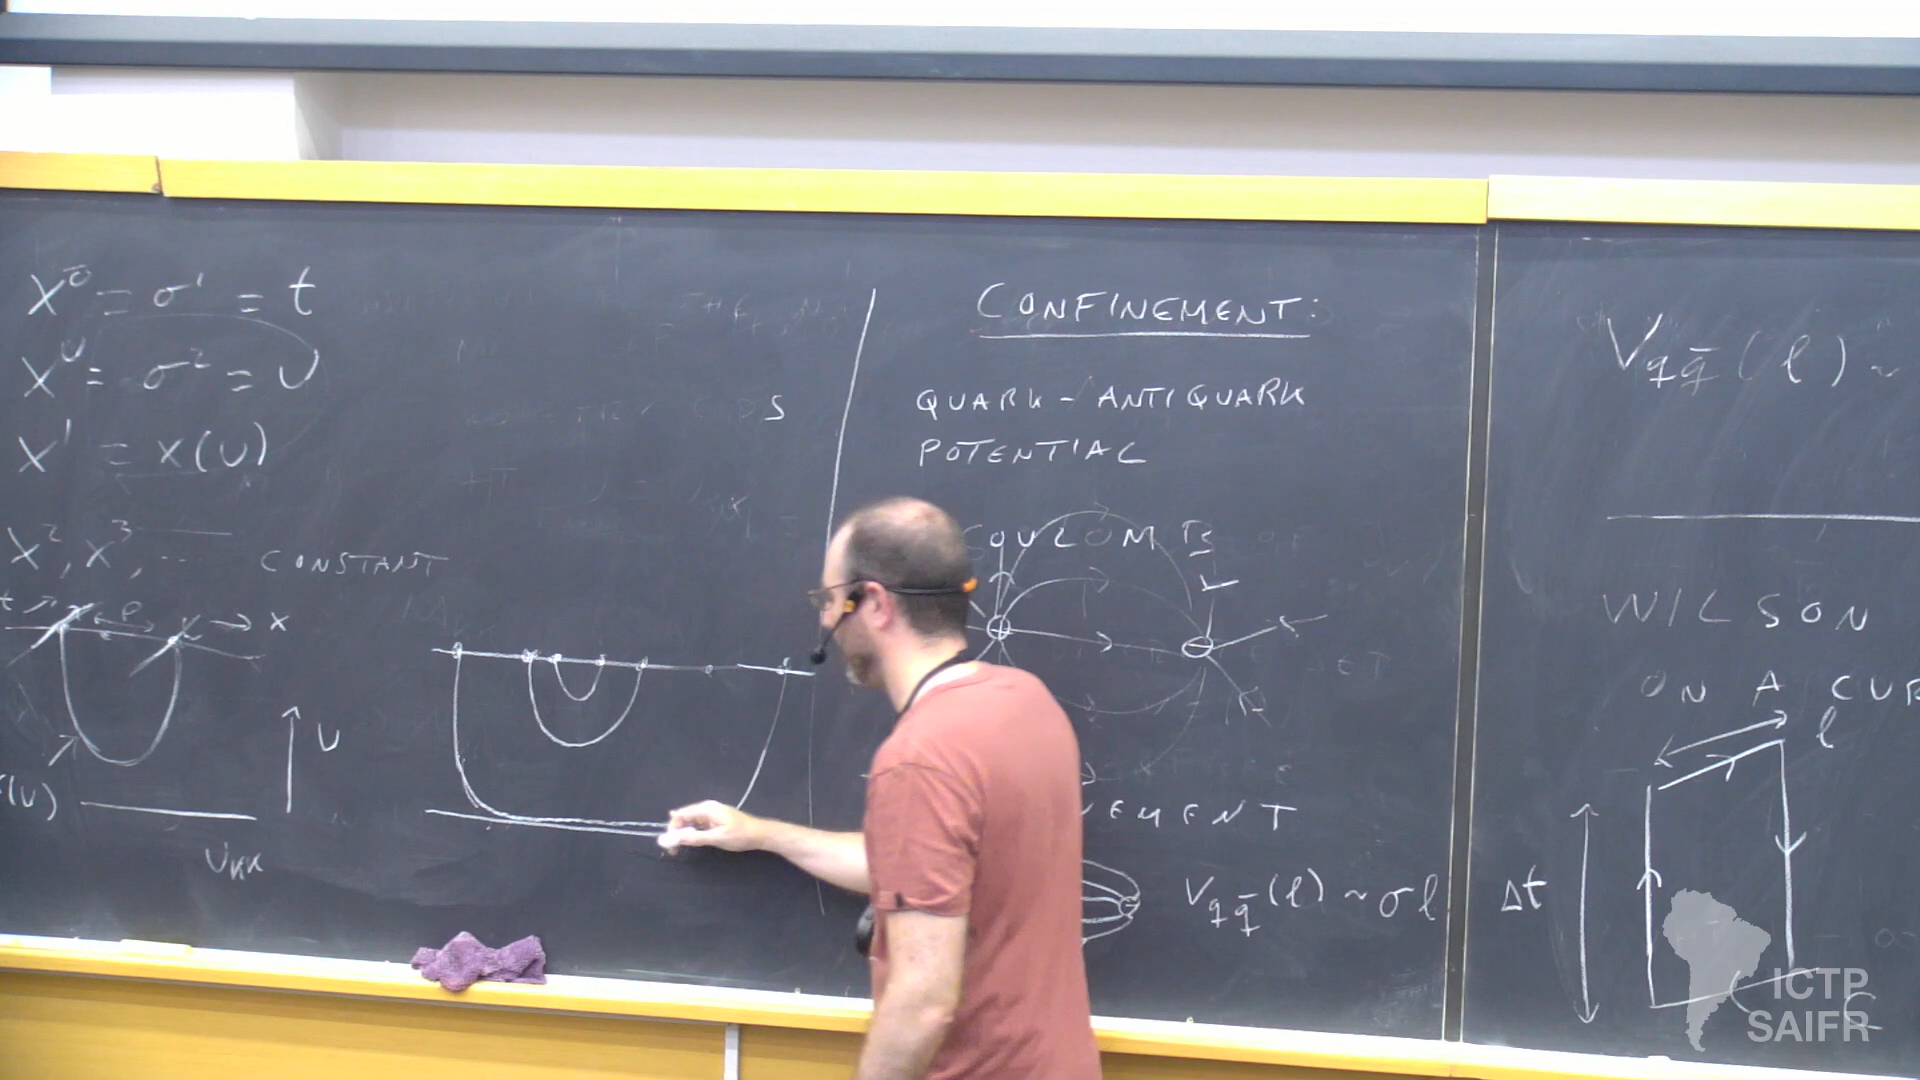 X⁰ = σ¹ = t
X^U = σ² = U
X¹ = X(U)
X², X³, ... CONSTANT
t
l
x
U
(U)
U_KK
S
CONFINEMENT:
QUARK-ANTIQUARK
POTENTIAL
COULOMB
+
-
EMENT
V_qq̄(l) ~ σl
V_qq̄(l) ~
WILSON
ON A CUR
l
Δt
C
ICTP
SAIFR